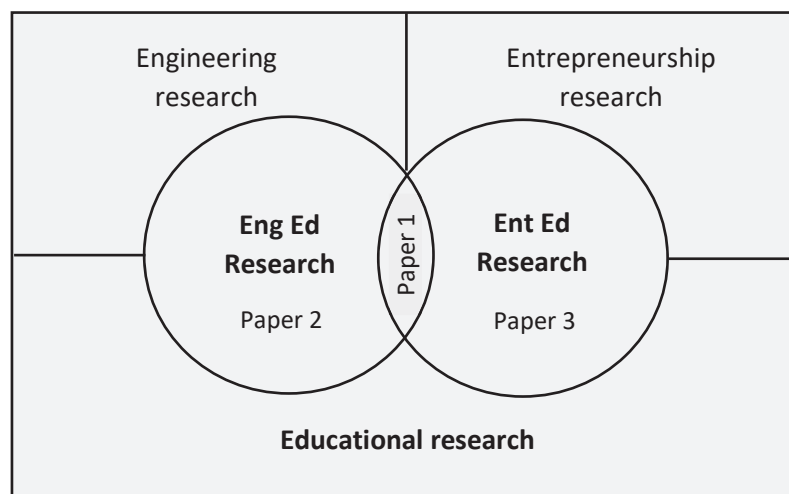 Engineering
research
Entrepreneurship
research
Eng Ed
Research
Paper 2
Paper 1
Ent Ed
Research
Paper 3
Educational research